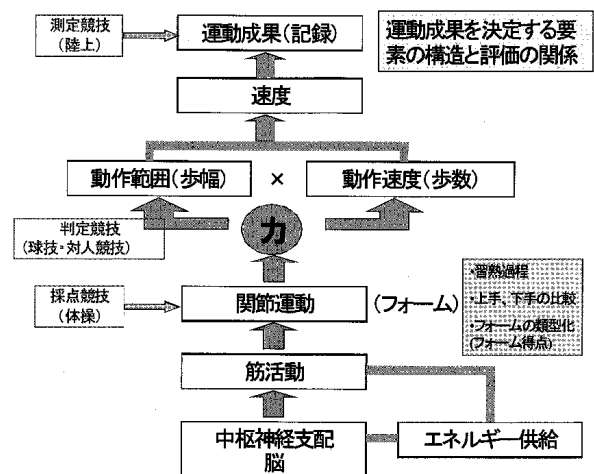 測定競技
(陸上)
運動成果(記録)
運動成果を決定する要
素の構造と評価の関係
速度
動作範囲(歩幅)
×
動作速度(歩数)
判定競技
(球技・対人競技)
力
採点競技
(体操)
関節運動
(フォーム)
・習熟過程
・上手、下手の比較
・フォームの類型化
(フォーム得点)
筋活動
中枢神経支配
脳
エネルギー供給